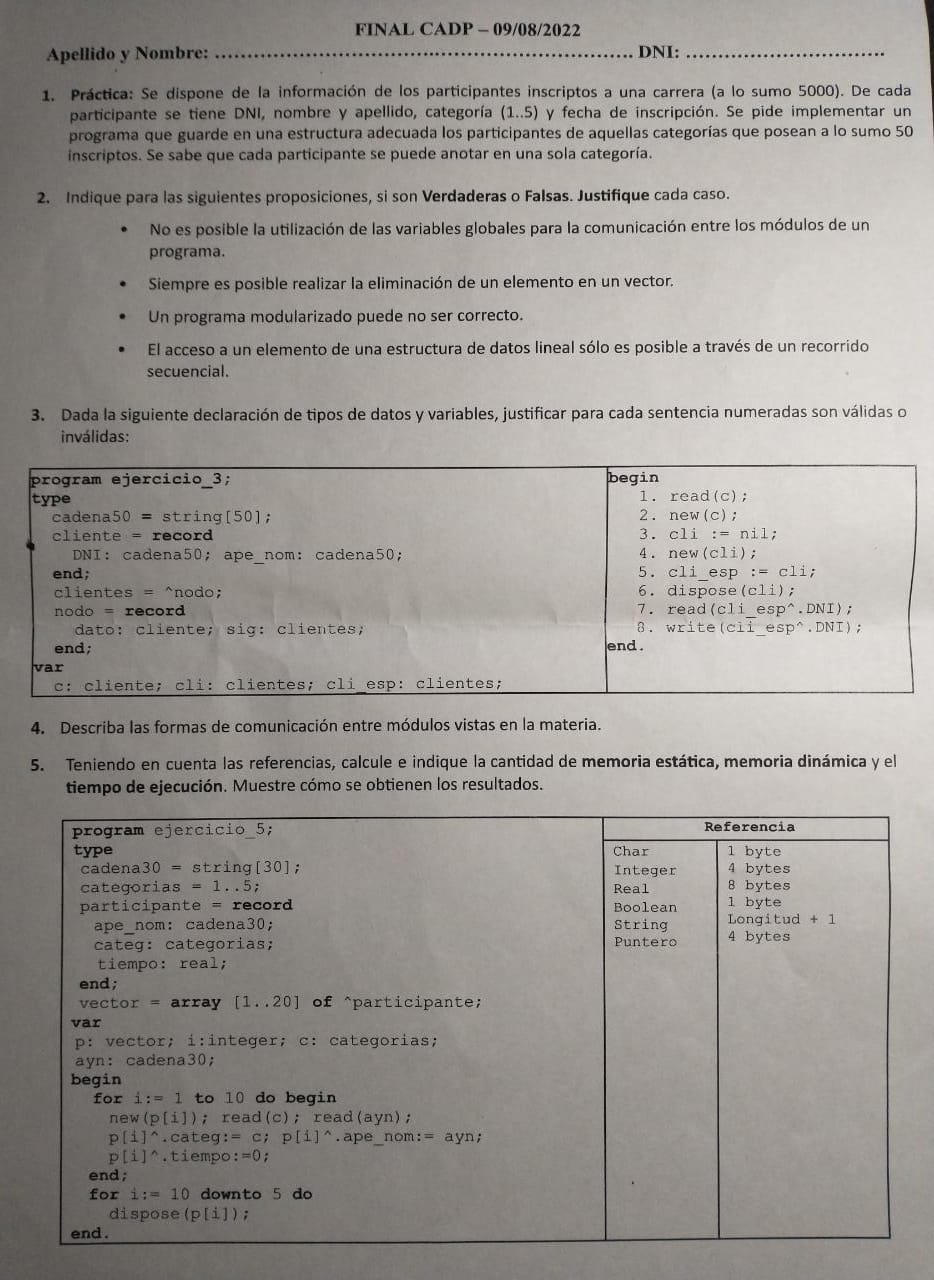 FINAL CADP – 09/08/2022
Apellido y Nombre: ................................................................ DNI: ................................
1. Práctica: Se dispone de la información de los participantes inscriptos a una carrera (a lo sumo 5000). De cada
participante se tiene DNI, nombre y apellido, categoría (1..5) y fecha de inscripción. Se pide implementar un
programa que guarde en una estructura adecuada los participantes de aquellas categorías que posean a lo sumo 50
inscriptos. Se sabe que cada participante se puede anotar en una sola categoría.
2. Indique para las siguientes proposiciones, si son Verdaderas o Falsas. Justifique cada caso.
• No es posible la utilización de las variables globales para la comunicación entre los módulos de un
programa.
• Siempre es posible realizar la eliminación de un elemento en un vector.
• Un programa modularizado puede no ser correcto.
• El acceso a un elemento de una estructura de datos lineal sólo es posible a través de un recorrido
secuencial.
3. Dada la siguiente declaración de tipos de datos y variables, justificar para cada sentencia numeradas son válidas o
inválidas:
program ejercicio_3;
type
cadena50 = string[50];
cliente = record
DNI: cadena50; ape_nom: cadena50;
end;
clientes = ^nodo;
nodo = record
dato: cliente; sig: clientes;
end;
var
c: cliente; cli: clientes; cli_esp: clientes;
begin
1. read(c);
2. new(c);
3. cli := nil;
4. new(cli);
5. cli_esp := cli;
6. dispose(cli);
7. read(cli_esp^.DNI);
8. write(cli_esp^.DNI);
end.
4. Describa las formas de comunicación entre módulos vistas en la materia.
5. Teniendo en cuenta las referencias, calcule e indique la cantidad de memoria estática, memoria dinámica y el
tiempo de ejecución. Muestre cómo se obtienen los resultados.
program ejercicio_5;
type
cadena30 = string[30];
categorias = 1..5;
participante = record
ape_nom: cadena30;
categ: categorias;
tiempo: real;
end;
vector = array [1..20] of ^participante;
var
p: vector; i:integer; c: categorias;
ayn: cadena30;
begin
for i:= 1 to 10 do begin
new(p[i]); read(c); read(ayn);
p[i]^.categ:= c; p[i]^.ape_nom:= ayn;
p[i]^.tiempo:=0;
end;
for i:= 10 downto 5 do
dispose(p[i]);
end.
Referencia
Char 1 byte
Integer 4 bytes
Real 8 bytes
Boolean 1 byte
String Longitud + 1
Puntero 4 bytes